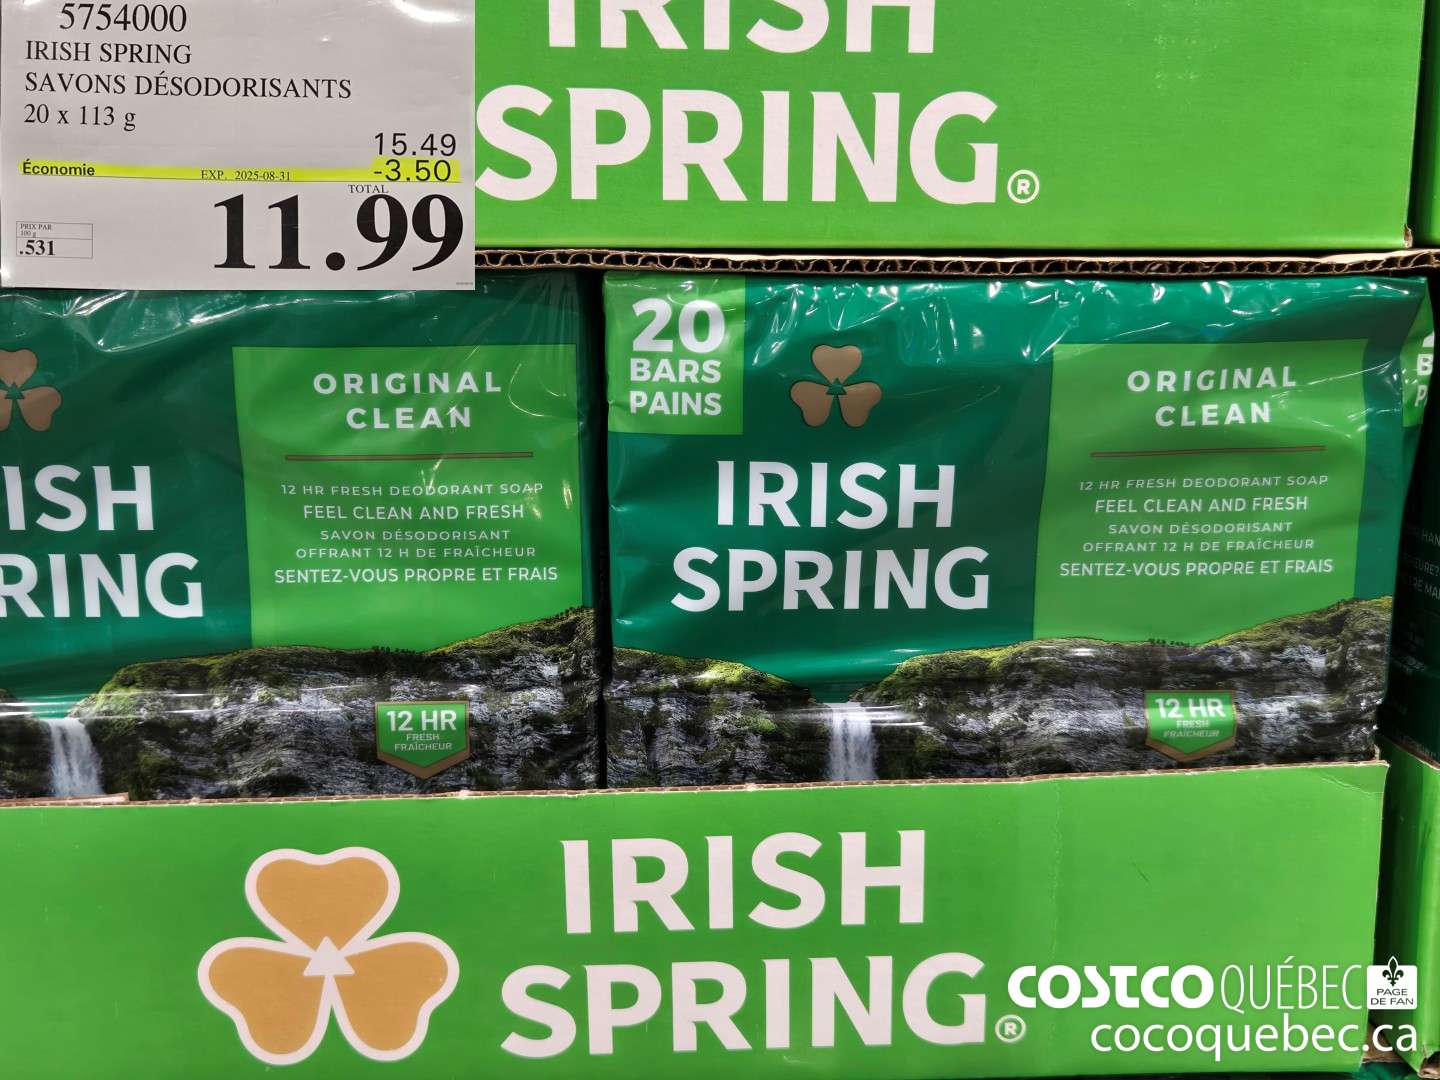 5754000
IRISH SPRING
SAVONS DÉSODORISANTS
20 x 113 g
15.49
Économie EXP. 2025-08-31 -3.50
TOTAL
11.99
PRIX PAR
100 g
.531
IRISH
SPRING®
ORIGINAL
CLEAN
12 HR FRESH DEODORANT SOAP
FEEL CLEAN AND FRESH
SAVON DÉSODORISANT
OFFRANT 12 H DE FRAÎCHEUR
SENTEZ-VOUS PROPRE ET FRAIS
ISH
RING
12 HR
FRESH
FRAÎCHEUR
20
BARS
PAINS
IRISH
SPRING
ORIGINAL
CLEAN
12 HR FRESH DEODORANT SOAP
FEEL CLEAN AND FRESH
SAVON DÉSODORISANT
OFFRANT 12 H DE FRAÎCHEUR
SENTEZ-VOUS PROPRE ET FRAIS
12 HR
FRESH
FRAÎCHEUR
IRISH
SPRING®
COSTCO QUÉBEC PAGE
DE FAN
cocoquebec.ca